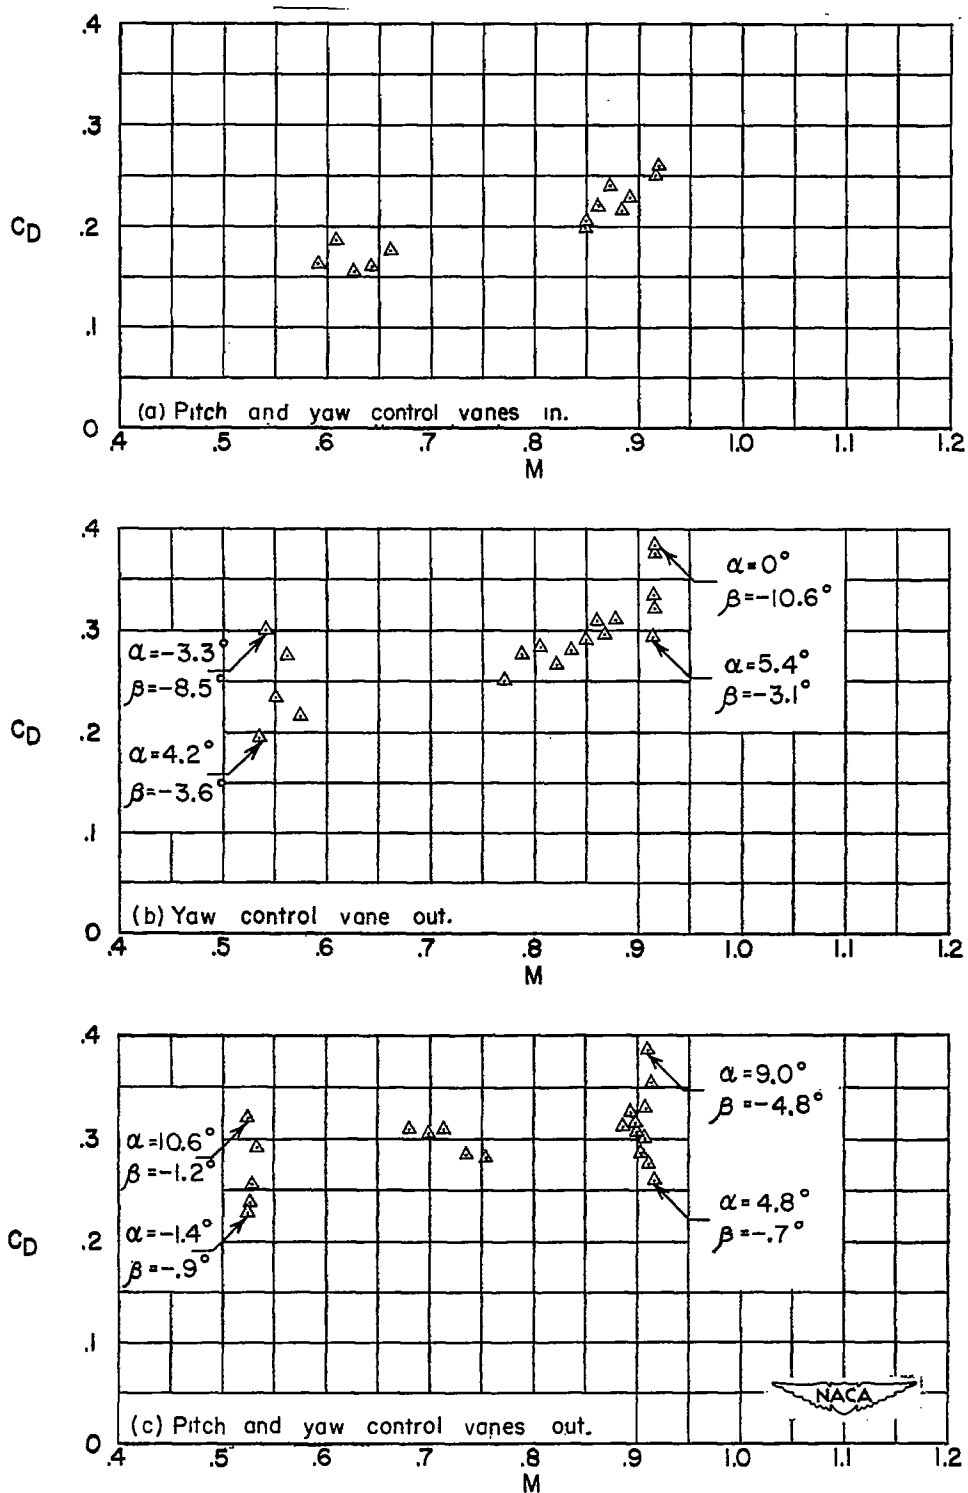 .4
.3
C_D .2
.1
(a) Pitch and yaw control vanes in.
0
.4 .5 .6 .7 .8 .9 1.0 1.1 1.2
M
.4
α=0°
β=-10.6°
.3
α=-3.3°
β=-8.5°
α=5.4°
β=-3.1°
C_D .2
α=4.2°
β=-3.6°
.1
(b) Yaw control vane out.
0
.4 .5 .6 .7 .8 .9 1.0 1.1 1.2
M
.4
α=9.0°
β=-4.8°
.3
α=10.6°
β=-1.2°
α=4.8°
β=-.7°
C_D .2
α=-1.4°
β=-.9°
.1
NACA
(c) Pitch and yaw control vanes out.
0
.4 .5 .6 .7 .8 .9 1.0 1.1 1.2
M